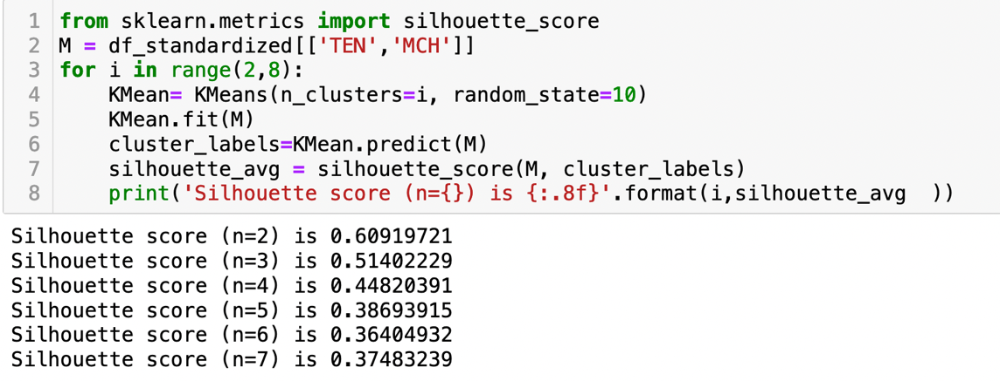 1 from sklearn.metrics import silhouette_score
2 M = df_standardized[['TEN','MCH']]
3 for i in range(2,8):
4     KMean= KMeans(n_clusters=i, random_state=10)
5     KMean.fit(M)
6     cluster_labels=KMean.predict(M)
7     silhouette_avg = silhouette_score(M, cluster_labels)
8     print('Silhouette score (n={}) is {:.8f}'.format(i,silhouette_avg  ))
Silhouette score (n=2) is 0.60919721
Silhouette score (n=3) is 0.51402229
Silhouette score (n=4) is 0.44820391
Silhouette score (n=5) is 0.38693915
Silhouette score (n=6) is 0.36404932
Silhouette score (n=7) is 0.37483239